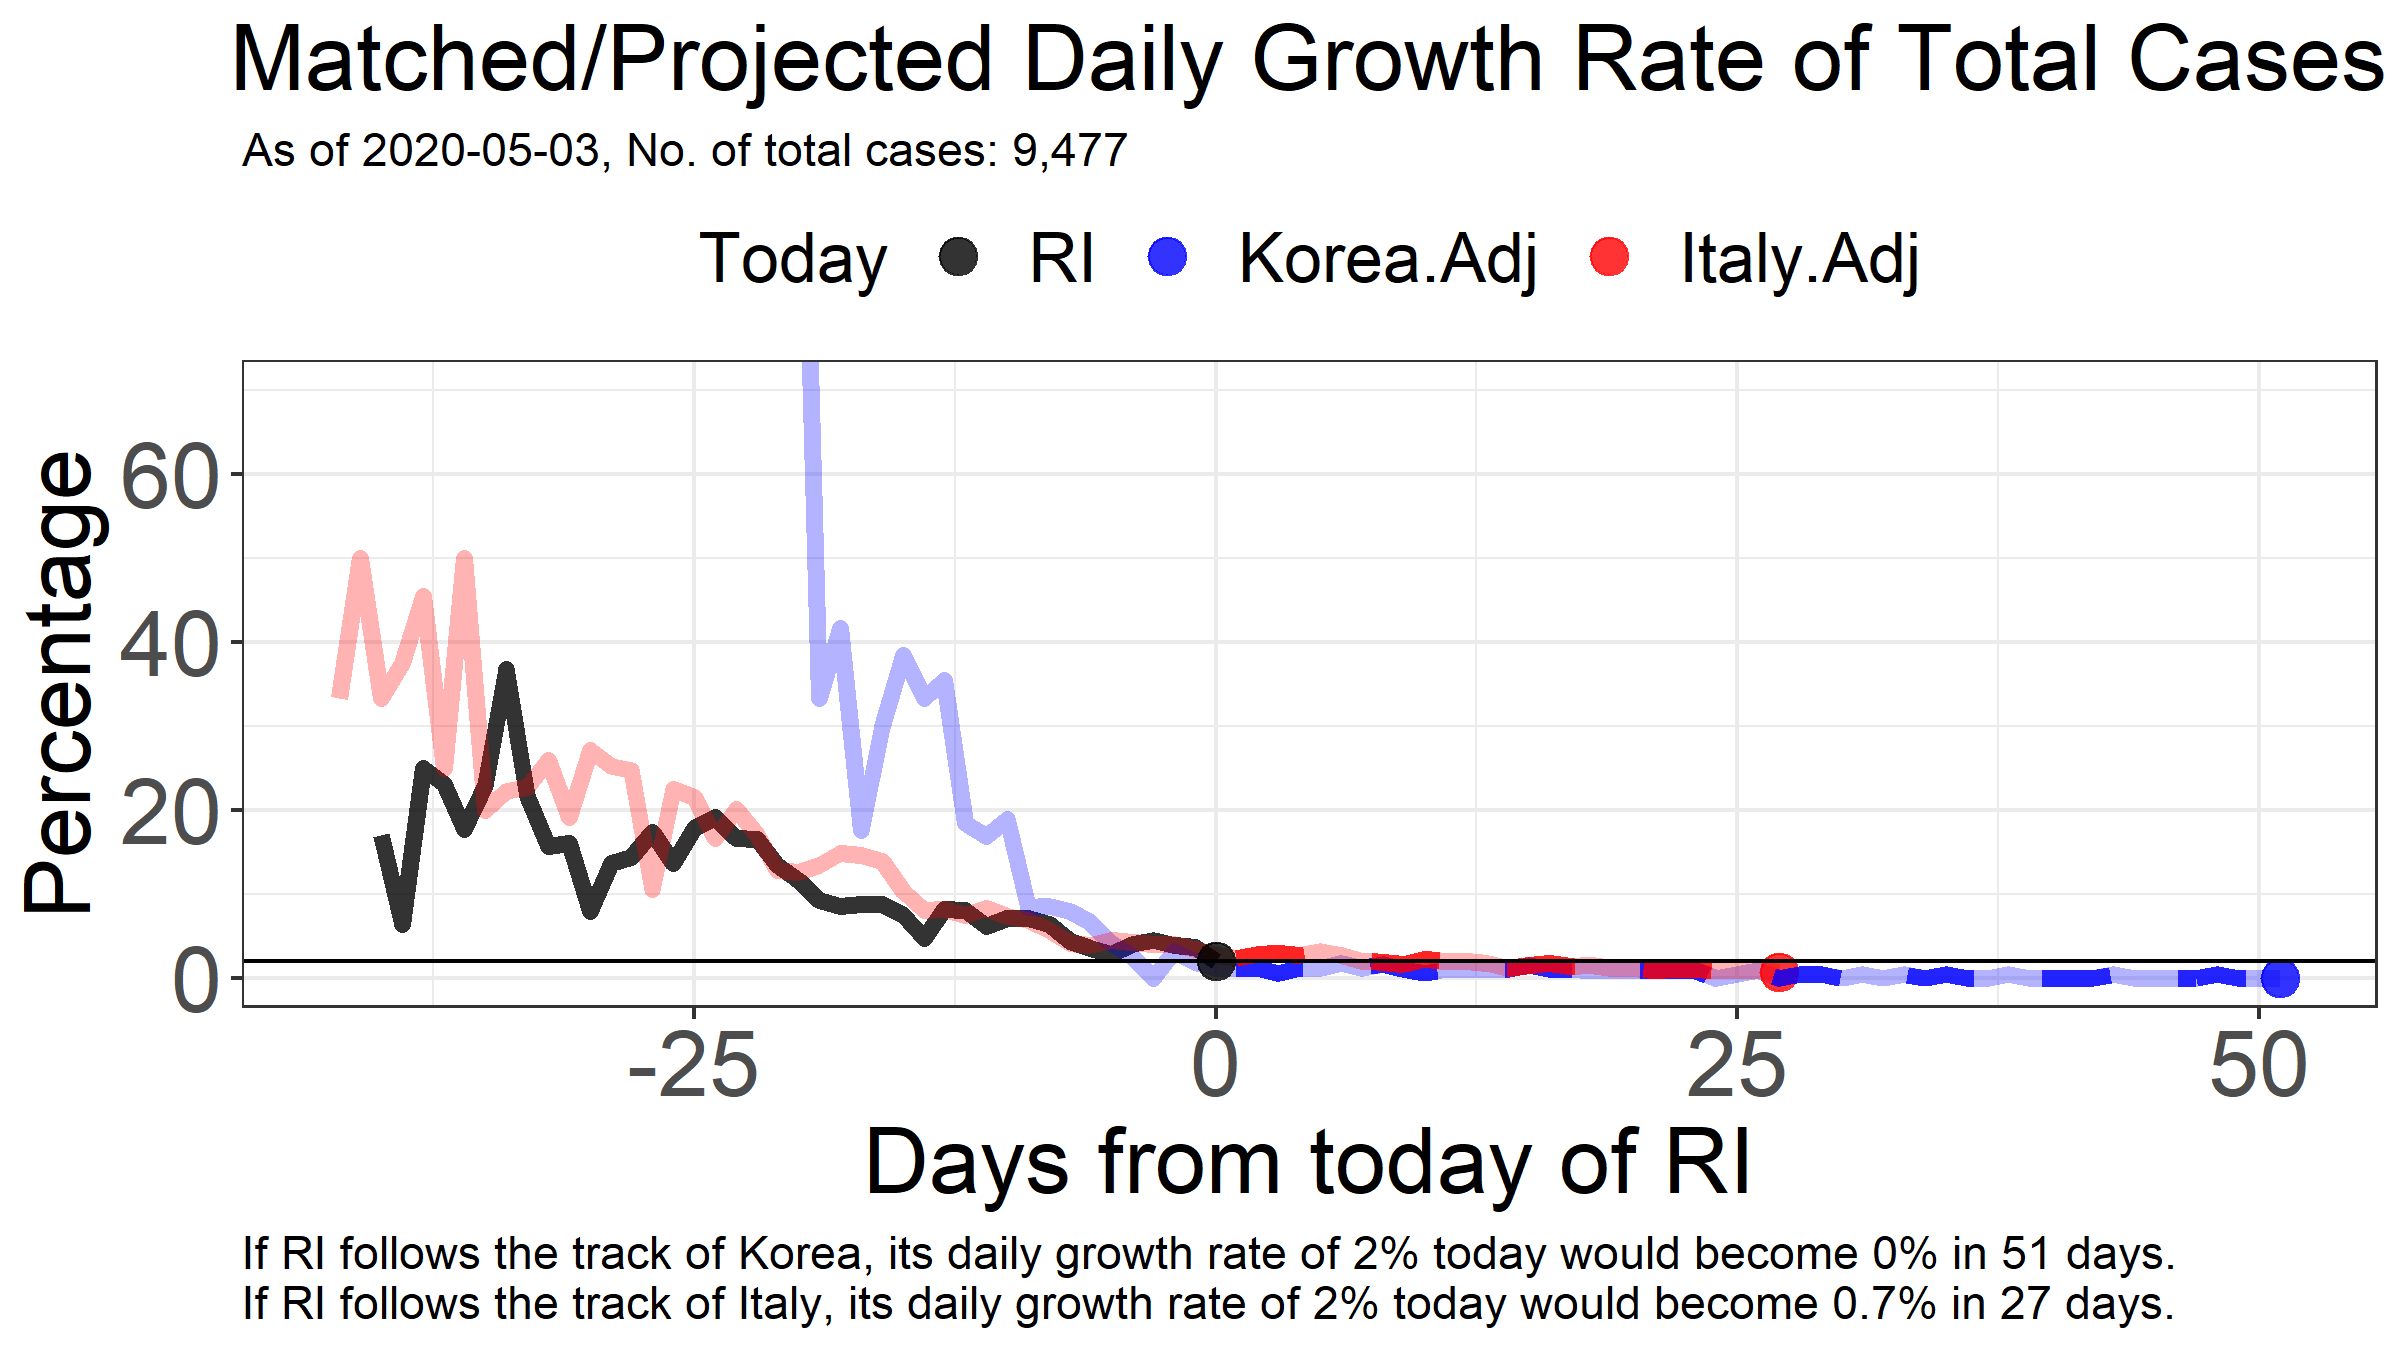 Matched/Projected Daily Growth Rate of Total Cases
As of 2020-05-03, No. of total cases: 9,477
Today RI Korea.Adj Italy.Adj
Percentage
60
40
20
0
-25 0 25 50
Days from today of RI
If RI follows the track of Korea, its daily growth rate of 2% today would become 0% in 51 days.
If RI follows the track of Italy, its daily growth rate of 2% today would become 0.7% in 27 days.